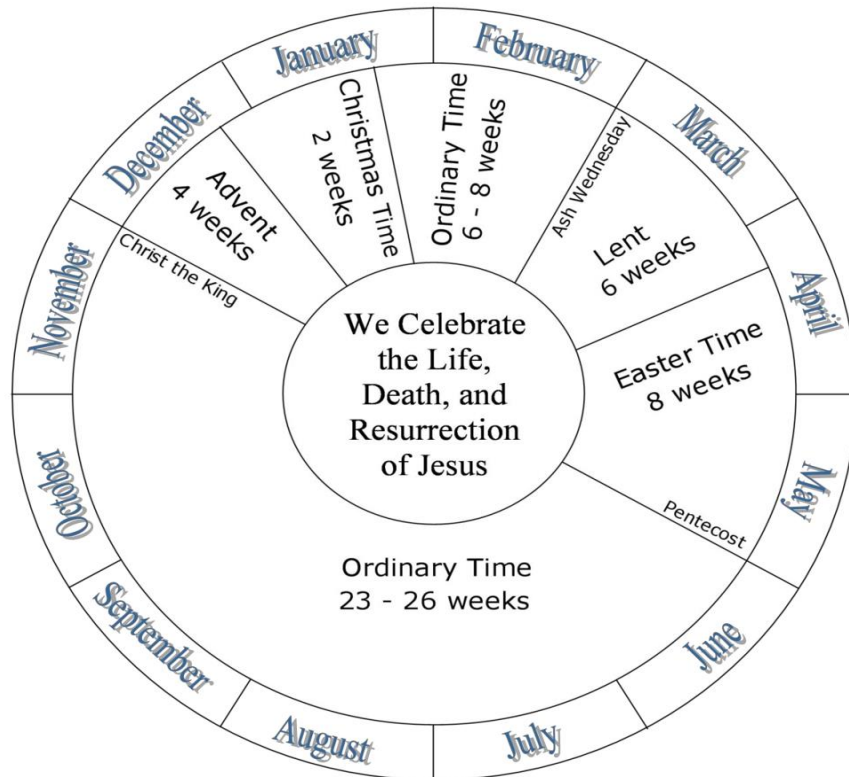 January
February
March
Apriil
May
June
July
August
September
October
November
December
Advent
4 weeks
Christmas Time
2 weeks
Ordinary Time
6 - 8 weeks
Ash Wednesday
Lent
6 weeks
Easter Time
8 weeks
Pentecost
Ordinary Time
23 - 26 weeks
Christ the King
We Celebrate
the Life,
Death, and
Resurrection
of Jesus